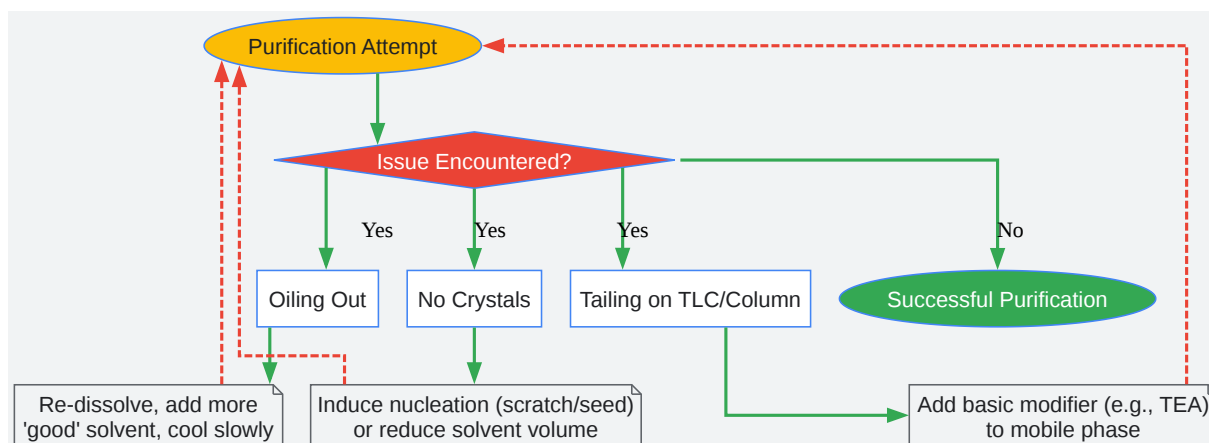 Purification Attempt
Issue Encountered?
Yes
Yes
Yes
No
Oiling Out
No Crystals
Tailing on TLC/Column
Successful Purification
Re-dissolve, add more
'good' solvent, cool slowly
Induce nucleation (scratch/seed)
or reduce solvent volume
Add basic modifier (e.g., TEA)
to mobile phase